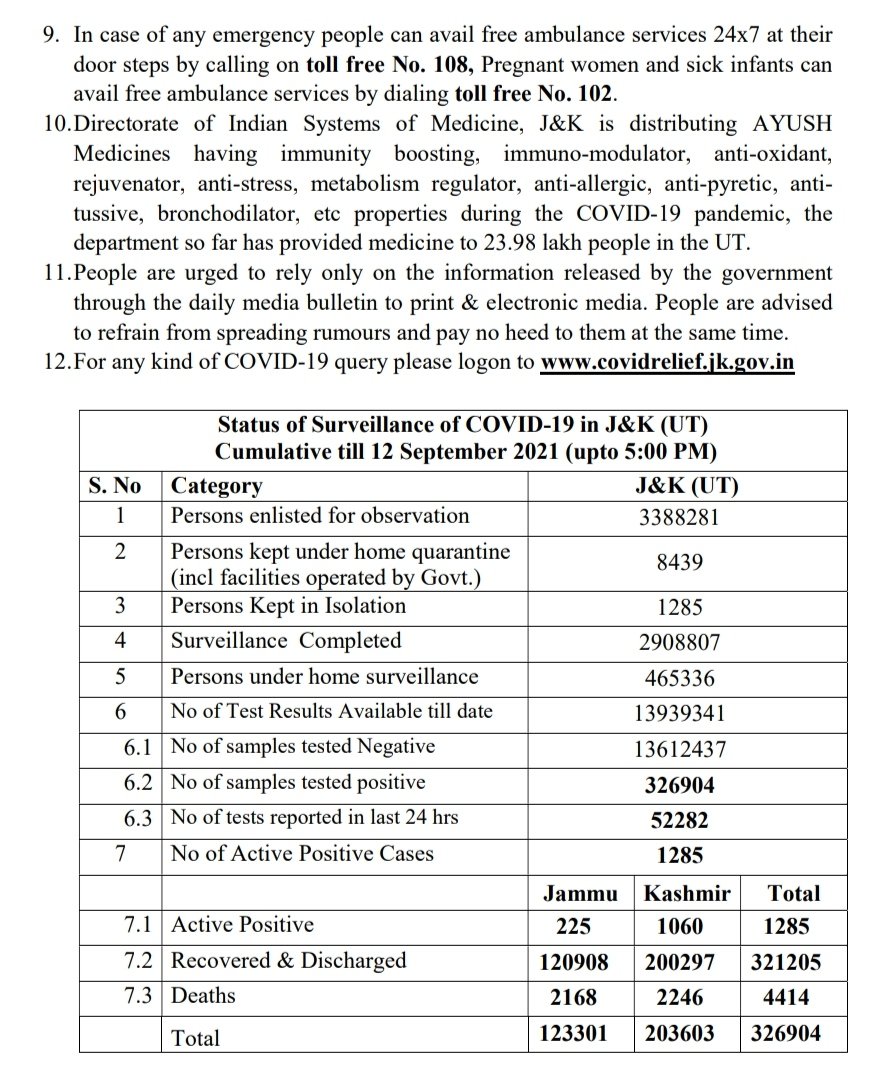 9. In case of any emergency people can avail free ambulance services 24x7 at their
door steps by calling on toll free No. 108, Pregnant women and sick infants can
avail free ambulance services by dialing toll free No. 102.
10.Directorate of Indian Systems of Medicine, J&K is distributing AYUSH
Medicines having immunity boosting, immuno-modulator, anti-oxidant,
rejuvenator, anti-stress, metabolism regulator, anti-allergic, anti-pyretic, anti-
tussive, bronchodilator, etc properties during the COVID-19 pandemic, the
department so far has provided medicine to 23.98 lakh people in the UT.
11.People are urged to rely only on the information released by the government
through the daily media bulletin to print & electronic media. People are advised
to refrain from spreading rumours and pay no heed to them at the same time.
12.For any kind of COVID-19 query please logon to www.covidrelief.jk.gov.in
Status of Surveillance of COVID-19 in J&K (UT)
Cumulative till 12 September 2021 (upto 5:00 PM)
S. No Category J&K (UT)
1 Persons enlisted for observation 3388281
2 Persons kept under home quarantine
(incl facilities operated by Govt.) 8439
3 Persons Kept in Isolation 1285
4 Surveillance Completed 2908807
5 Persons under home surveillance 465336
6 No of Test Results Available till date 13939341
6.1 No of samples tested Negative 13612437
6.2 No of samples tested positive 326904
6.3 No of tests reported in last 24 hrs 52282
7 No of Active Positive Cases 1285
Jammu Kashmir Total
7.1 Active Positive 225 1060 1285
7.2 Recovered & Discharged 120908 200297 321205
7.3 Deaths 2168 2246 4414
Total 123301 203603 326904